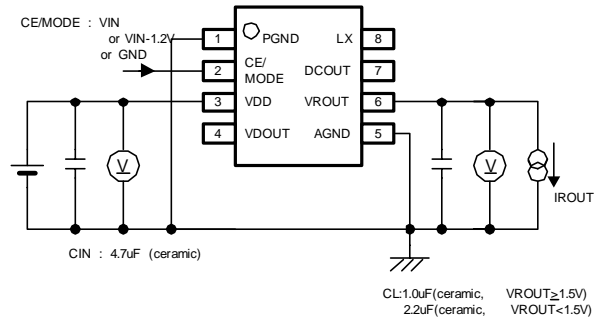 CE/MODE : VIN
or VIN-1.2V
or GND
1 PGND LX 8
2 CE/MODE DCOUT 7
3 VDD VROUT 6
4 VDOUT AGND 5
V
V
IROUT
CIN : 4.7uF (ceramic)
CL:1.0uF(ceramic, VROUT≥1.5V)
2.2uF(ceramic, VROUT<1.5V)